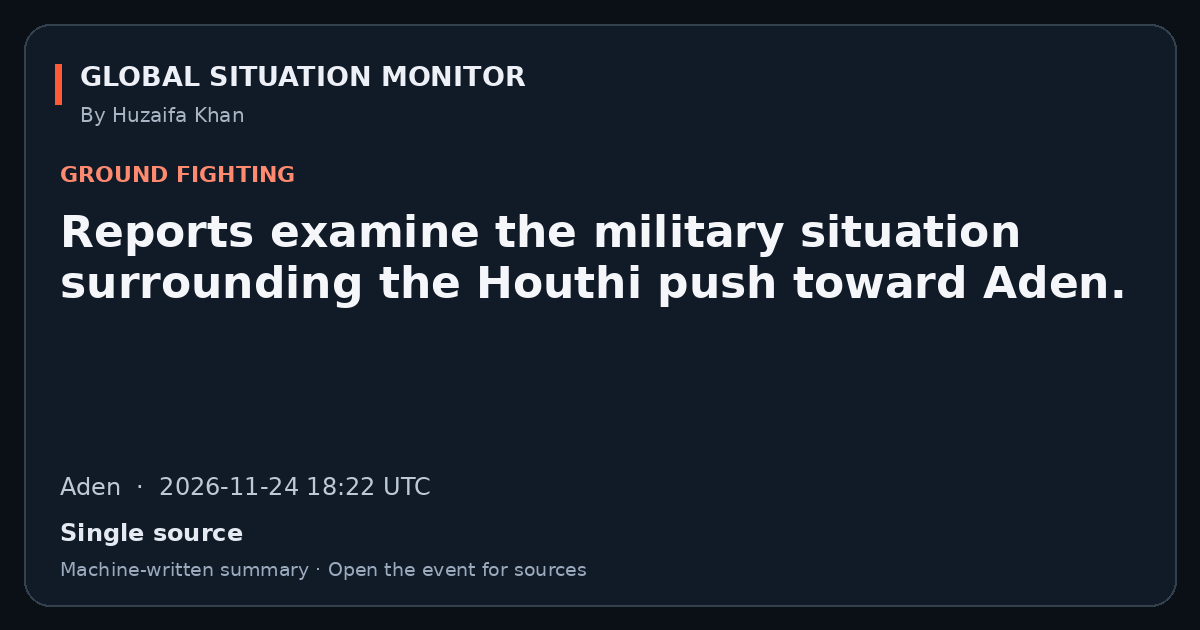 GLOBAL SITUATION MONITOR
By Huzaifa Khan
GROUND FIGHTING
Reports examine the military situation
surrounding the Houthi push toward Aden.
Aden · 2026-11-24 18:22 UTC
Single source
Machine-written summary · Open the event for sources